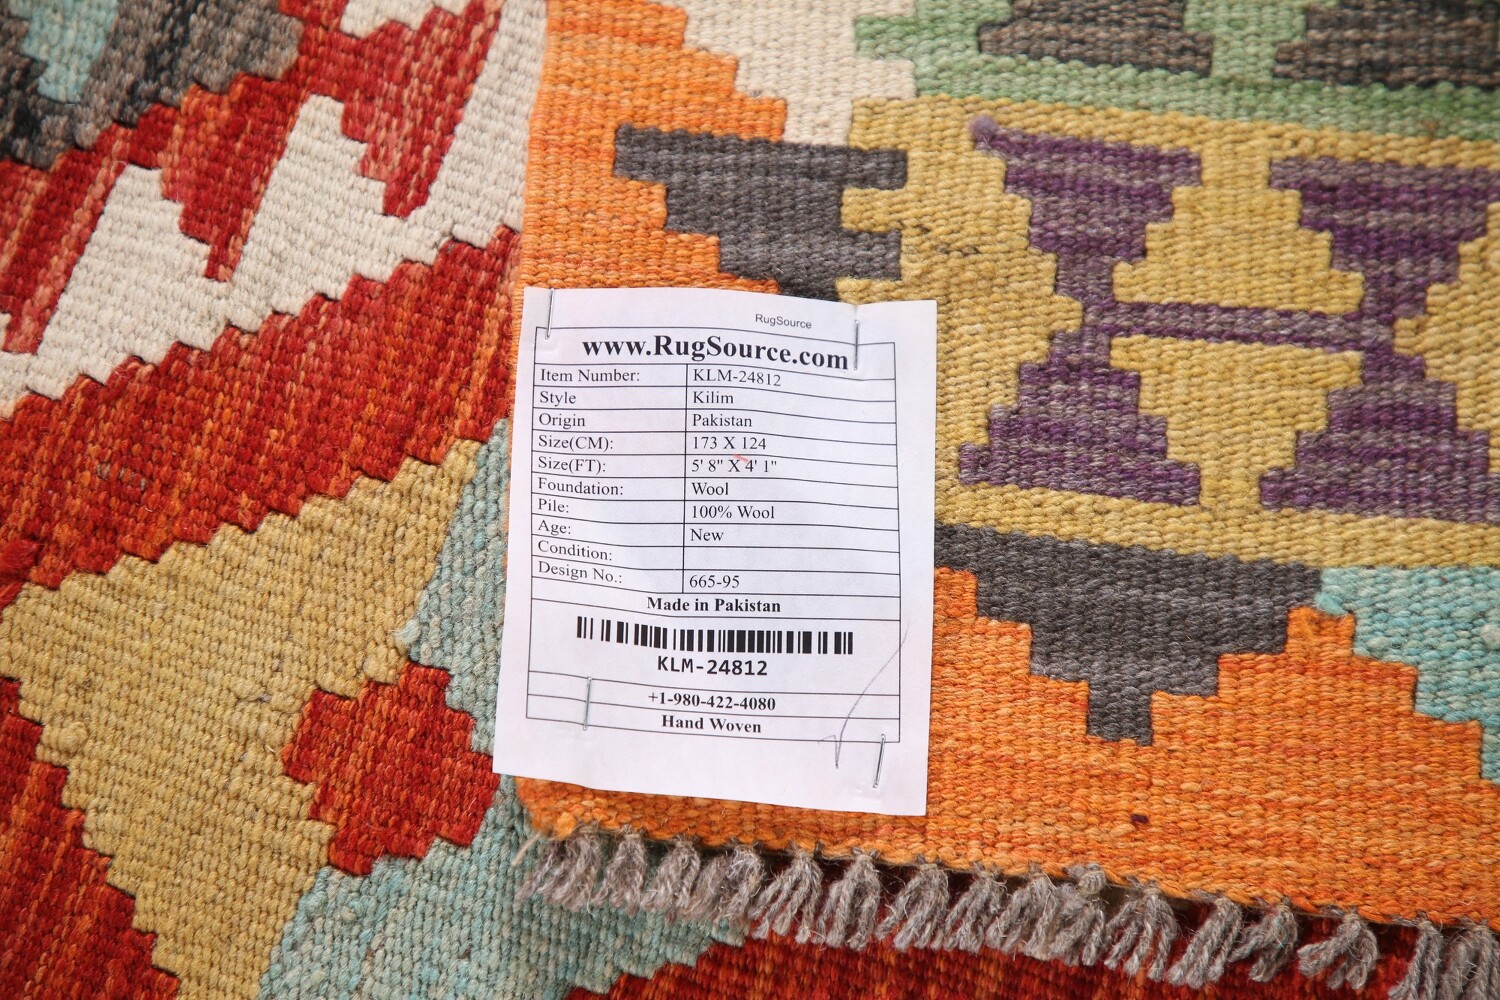 RugSource
www.RugSource.com
Item Number: KLM-24812
Style Kilim
Origin Pakistan
Size(CM): 173 X 124
Size(FT): 5' 8" X 4' 1"
Foundation: Wool
Pile: 100% Wool
Age: New
Condition:
Design No.: 665-95
Made in Pakistan
KLM-24812
+1-980-422-4080
Hand Woven